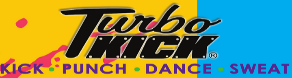 Turbo
KICK®
KICK • PUNCH • DANCE • SWEAT